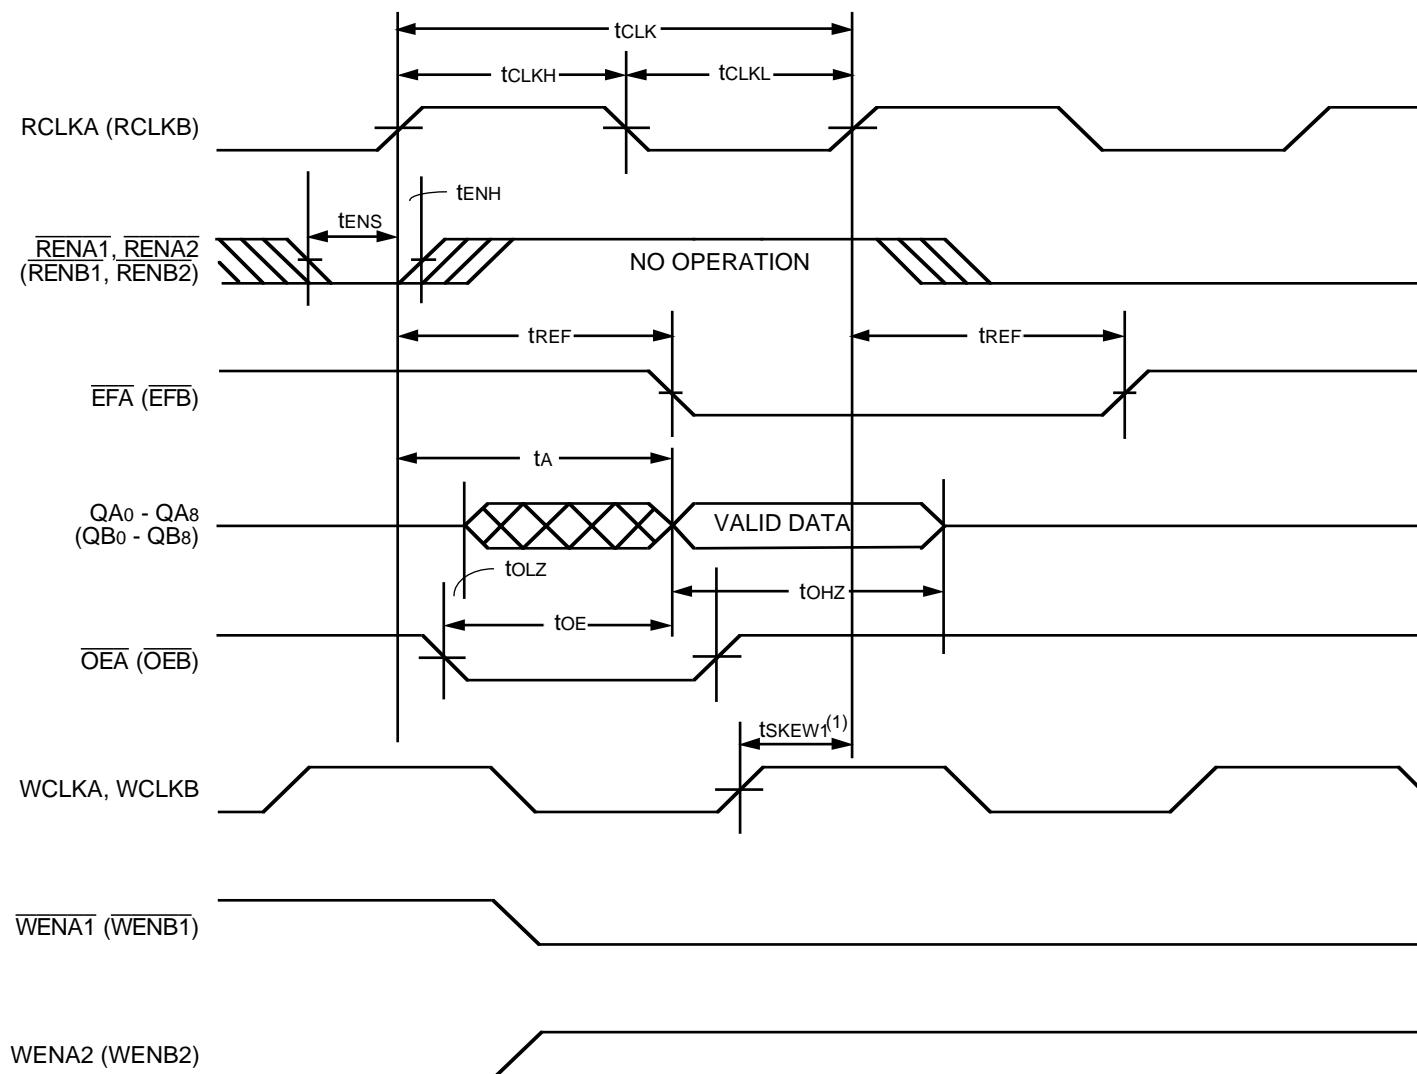 tCLK
tCLKH
tCLKL
RCLKA (RCLKB)
tENH
tENS
RENA1, RENA2
(RENB1, RENB2)
NO OPERATION
tREF
tREF
EFA (EFB)
tA
QA0 - QA8
(QB0 - QB8)
VALID DATA
tOLZ
tOHZ
tOE
OEA (OEB)
tSKEW1(1)
WCLKA, WCLKB
WENA1 (WENB1)
WENA2 (WENB2)